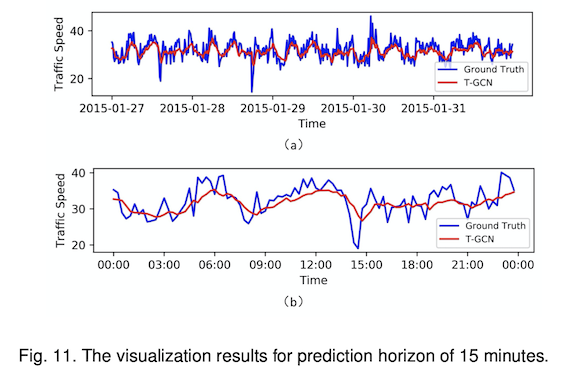 Traffic Speed
40
20
Ground Truth
T-GCN
2015-01-27 2015-01-28 2015-01-29 2015-01-30 2015-01-31
Time
（a）
Traffic Speed
40
30
20
Ground Truth
T-GCN
00:00 03:00 06:00 09:00 12:00 15:00 18:00 21:00 00:00
Time
（b）
Fig. 11. The visualization results for prediction horizon of 15 minutes.